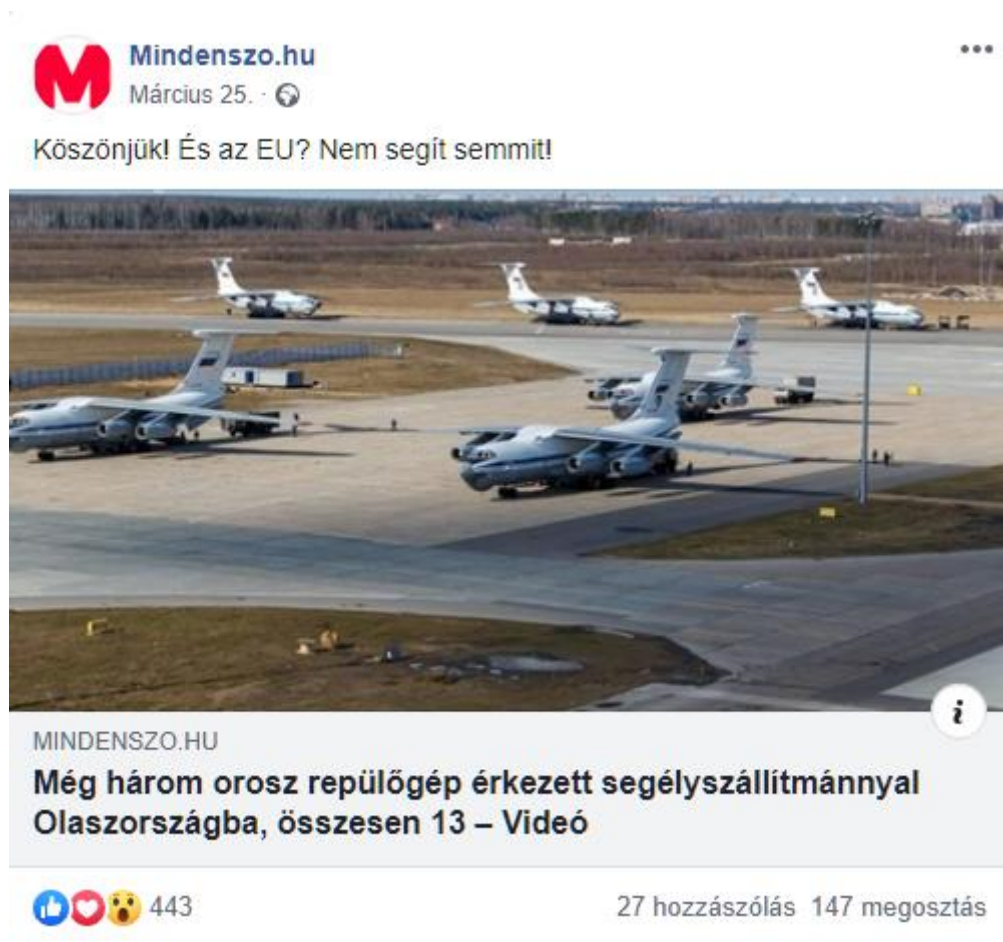 Mindenszo.hu
Március 25. ·
Köszönjük! És az EU? Nem segít semmit!
MINDENSZO.HU
Még három orosz repülőgép érkezett segélyszállítmánnyal
Olaszországba, összesen 13 – Videó
443
27 hozzászólás 147 megosztás